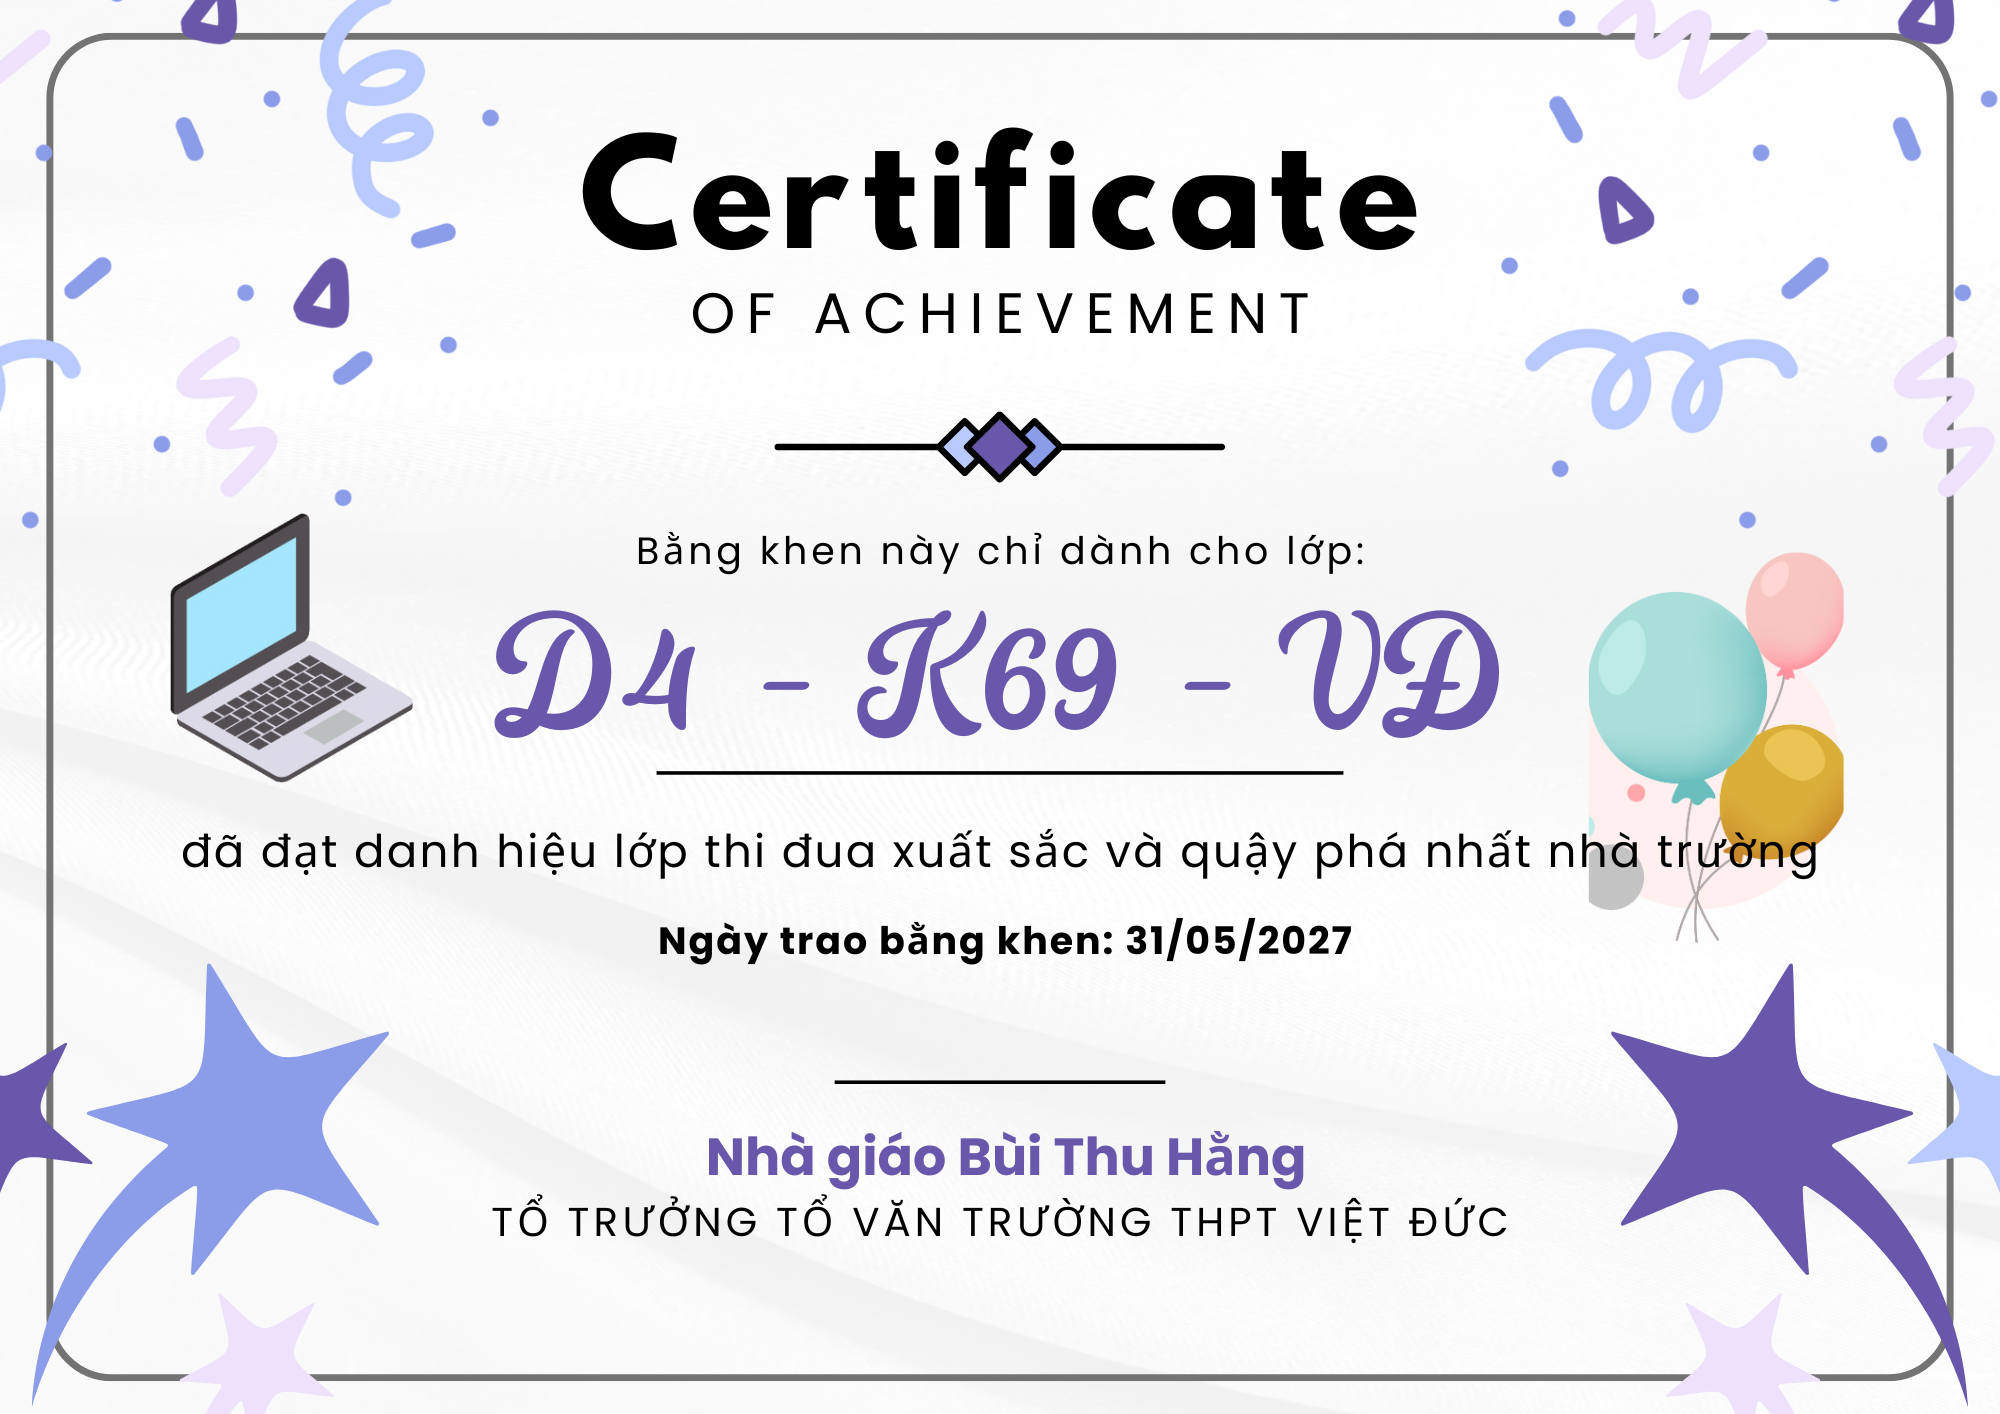 Certificate
OF ACHIEVEMENT
Bằng khen này chỉ dành cho lớp:
D4 - K69 - VĐ
đã đạt danh hiệu lớp thi đua xuất sắc và quậy phá nhất nhà trường
Ngày trao bằng khen: 31/05/2027
Nhà giáo Bùi Thu Hằng
TỔ TRƯỞNG TỔ VĂN TRƯỜNG THPT VIỆT ĐỨC